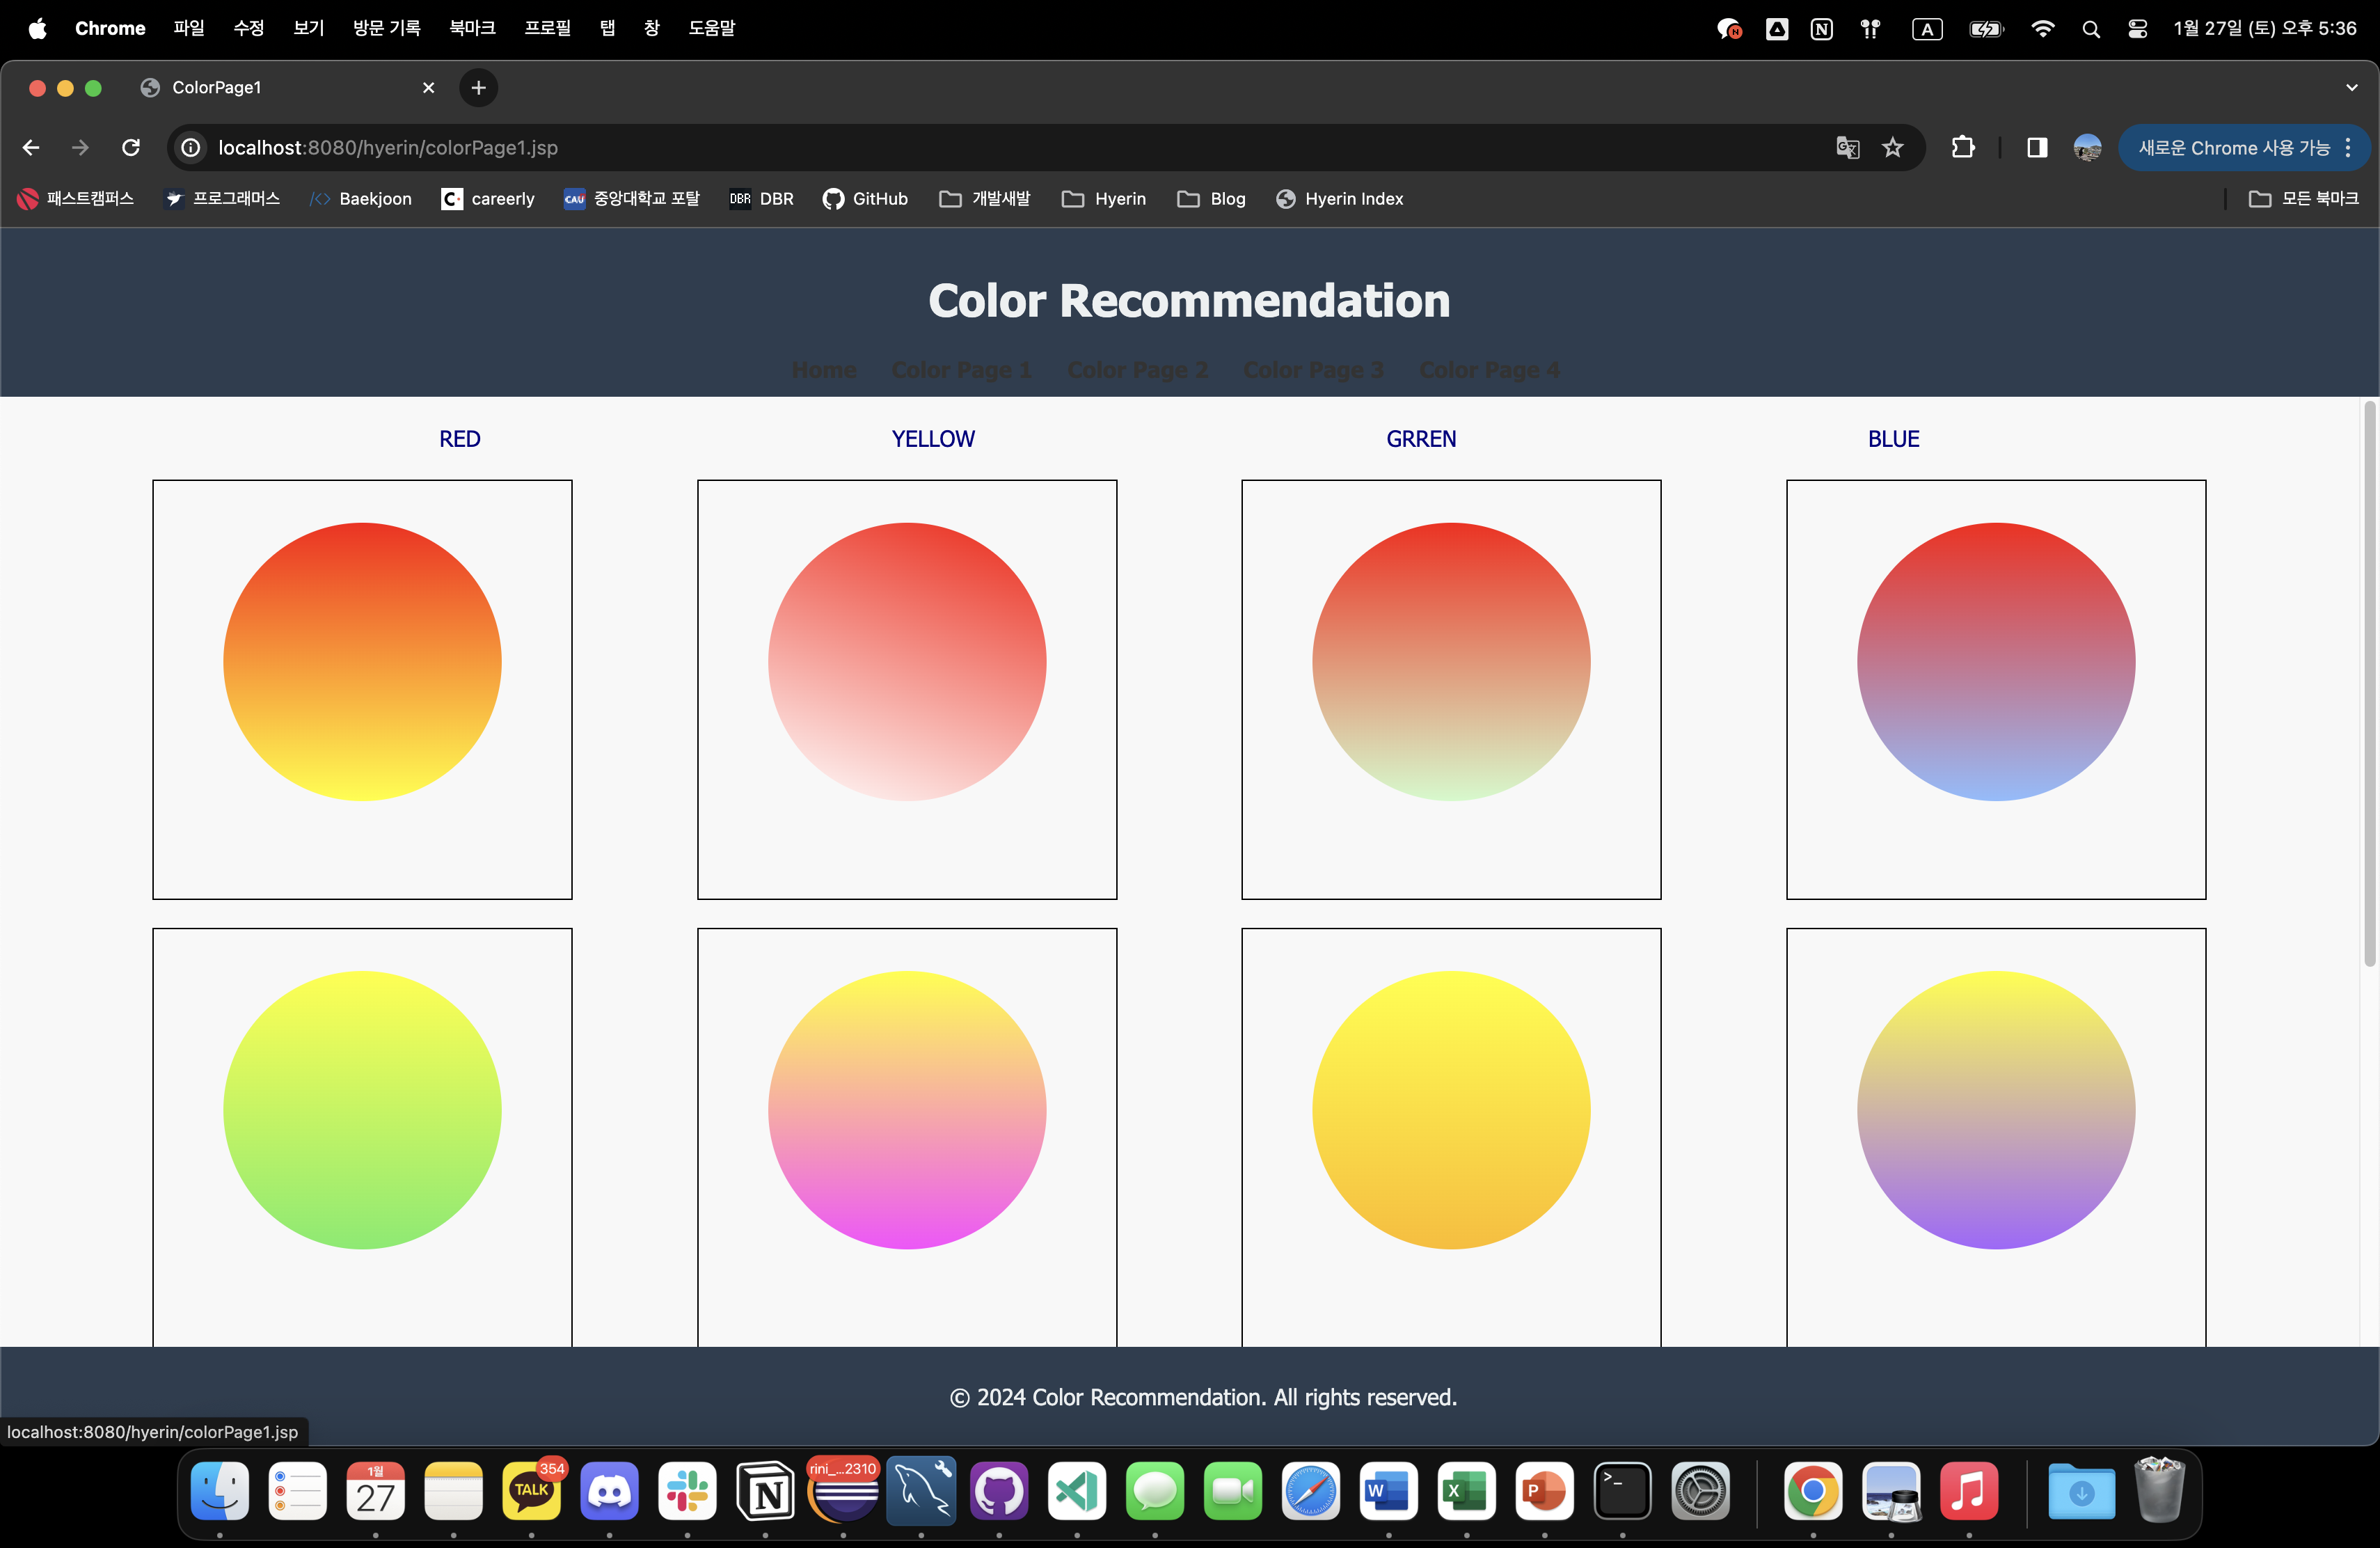 Chrome 파일 수정 보기 방문 기록 북마크 프로필 탭 창 도움말 A 1월 27일 (토) 오후 5:36
ColorPage1
localhost:8080/hyerin/colorPage1.jsp 새로운 Chrome 사용 가능
패스트캠퍼스 프로그래머스 Baekjoon C careerly CAU 중앙대학교 포탈 DBR DBR GitHub 개발새발 Hyerin Blog Hyerin Index 모든 북마크
Color Recommendation
Home Color Page 1 Color Page 2 Color Page 3 Color Page 4
RED YELLOW GRREN BLUE
© 2024 Color Recommendation. All rights reserved.
localhost:8080/hyerin/colorPage1.jsp
1월 354 rini_...2310
27 TALK N W X P >_